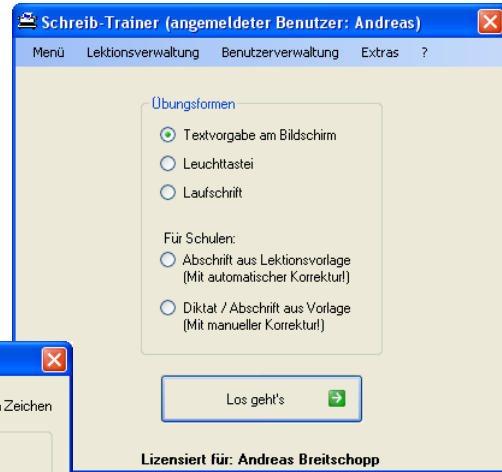 Schreib-Trainer (angemeldeter Benutzer: Andreas)
Menü Lektionsverwaltung Benutzerverwaltung Extras ?
Übungsformen
Textvorgabe am Bildschirm
Leuchttastei
Laufschrift
Für Schulen:
Abschrift aus Lektionsvorlage
(Mit automatischer Korrektur!)
Diktat / Abschrift aus Vorlage
(Mit manueller Korrektur!)
Zeichen
Los geht's
Lizensiert für: Andreas Breitschopp